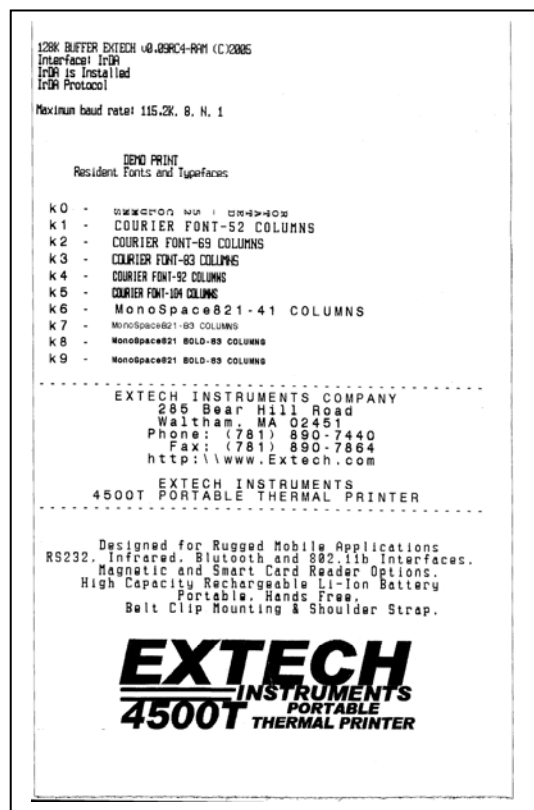 128K BUFFER EXTECH v0.09RC4-RAM (C)2005
Interface: IrDA
IrDA is Installed
IrDA Protocol
Maximum baud rate: 115.2K, 8, N, 1
DEMO PRINT
Resident Fonts and Typefaces
k0 - ROTATED - 52 COLUMNS
k1 - COURIER FONT-52 COLUMNS
k2 - COURIER FONT-69 COLUMNS
k3 - COURIER FONT-83 COLUMNS
k4 - COURIER FONT-92 COLUMNS
k5 - COURIER FONT-104 COLUMNS
k6 - MonoSpace821-41 COLUMNS
k7 - MonoSpace821-83 COLUMNS
k8 - MonoSpace821 BOLD-83 COLUMNS
k9 - MonoSpace821 BOLD-83 COLUMNS
EXTECH INSTRUMENTS COMPANY
285 Bear Hill Road
Waltham, MA 02451
Phone: (781) 890-7440
Fax: (781) 890-7864
http:\\www.Extech.com
EXTECH INSTRUMENTS
4500T PORTABLE THERMAL PRINTER
Designed for Rugged Mobile Applications
RS232, Infrared, Blutooth and 802.11b Interfaces.
Magnetic and Smart Card Reader Options.
High Capacity Rechargeable Li-Ion Battery
Portable, Hands Free,
Belt Clip Mounting & Shoulder Strap.
EXTECH
INSTRUMENTS
4500T PORTABLE
THERMAL PRINTER